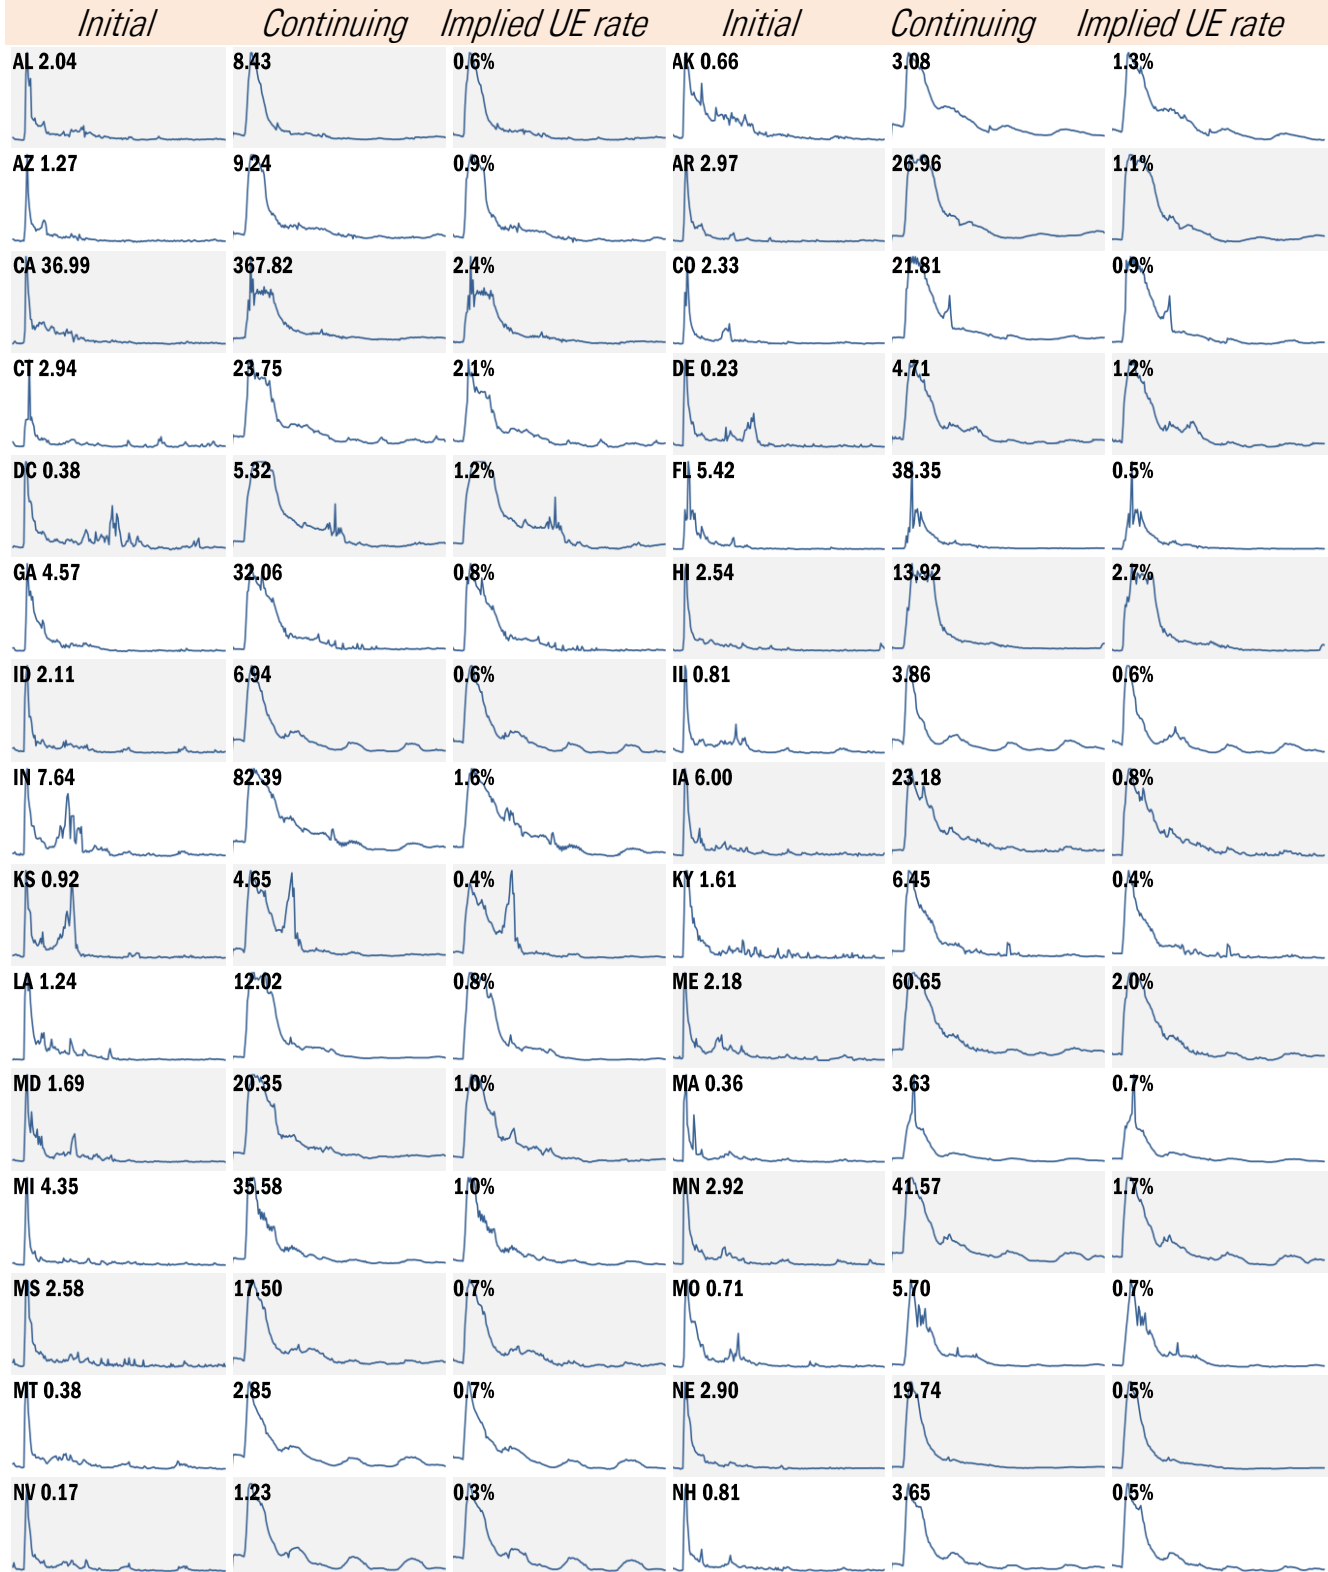 Initial Continuing Implied UE rate Initial Continuing Implied UE rate
AL 2.04 8.43 0.6% AK 0.66 3.08 1.3%
AZ 1.27 9.24 0.9% AR 2.97 26.96 1.1%
CA 36.99 367.82 2.4% CO 2.33 21.81 0.9%
CT 2.94 23.75 2.1% DE 0.23 4.71 1.2%
DC 0.38 5.32 1.2% FL 5.42 38.35 0.5%
GA 4.57 32.06 0.8% HI 2.54 13.92 2.7%
ID 2.11 6.94 0.6% IL 0.81 3.86 0.6%
IN 7.64 82.39 1.6% IA 6.00 23.18 0.8%
KS 0.92 4.65 0.4% KY 1.61 6.45 0.4%
LA 1.24 12.02 0.8% ME 2.18 60.65 2.0%
MD 1.69 20.35 1.0% MA 0.36 3.63 0.7%
MI 4.35 35.58 1.0% MN 2.92 41.57 1.7%
MS 2.58 17.50 0.7% MO 0.71 5.70 0.7%
MT 0.38 2.85 0.7% NE 2.90 19.74 0.5%
NV 0.17 1.23 0.3% NH 0.81 3.65 0.5%